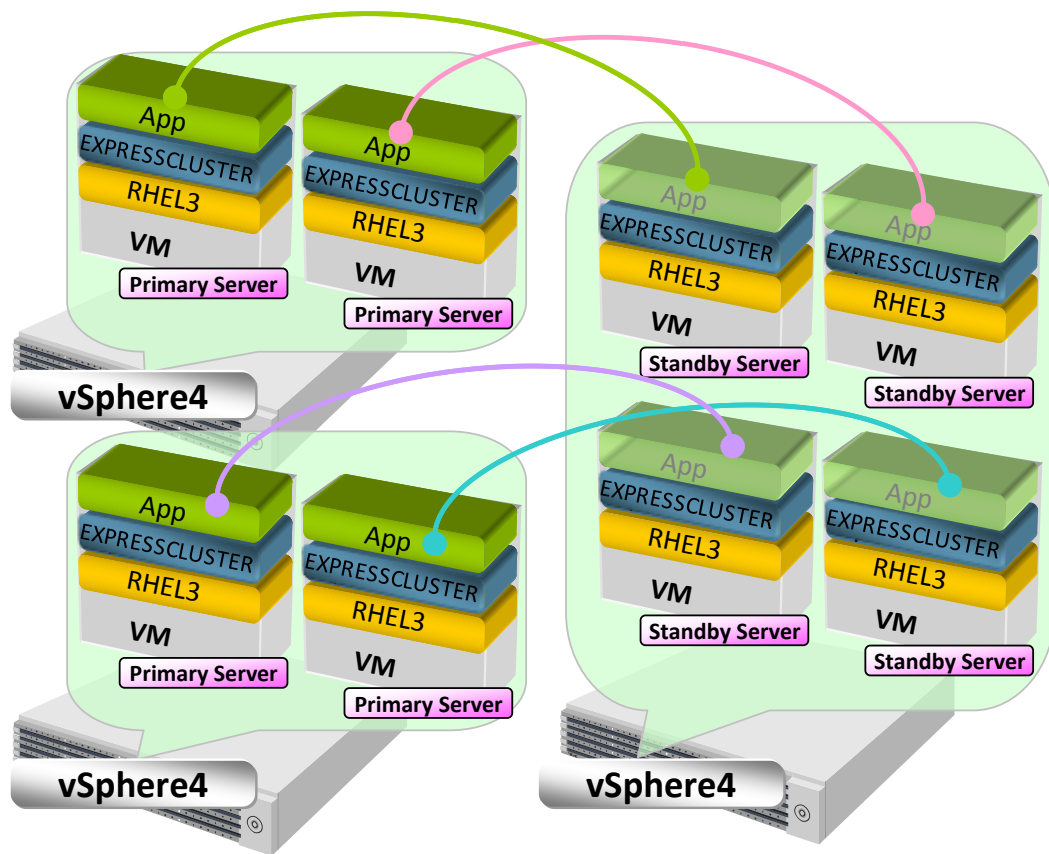 App
EXPRESSCLUSTER
RHEL3
VM
Primary Server
App
EXPRESSCLUSTER
RHEL3
VM
Primary Server
vSphere4
App
EXPRESSCLUSTER
RHEL3
VM
Standby Server
App
EXPRESSCLUSTER
RHEL3
VM
Standby Server
App
EXPRESSCLUSTER
RHEL3
VM
Primary Server
App
EXPRESSCLUSTER
RHEL3
VM
Primary Server
vSphere4
App
EXPRESSCLUSTER
RHEL3
VM
Standby Server
App
EXPRESSCLUSTER
RHEL3
VM
Standby Server
vSphere4